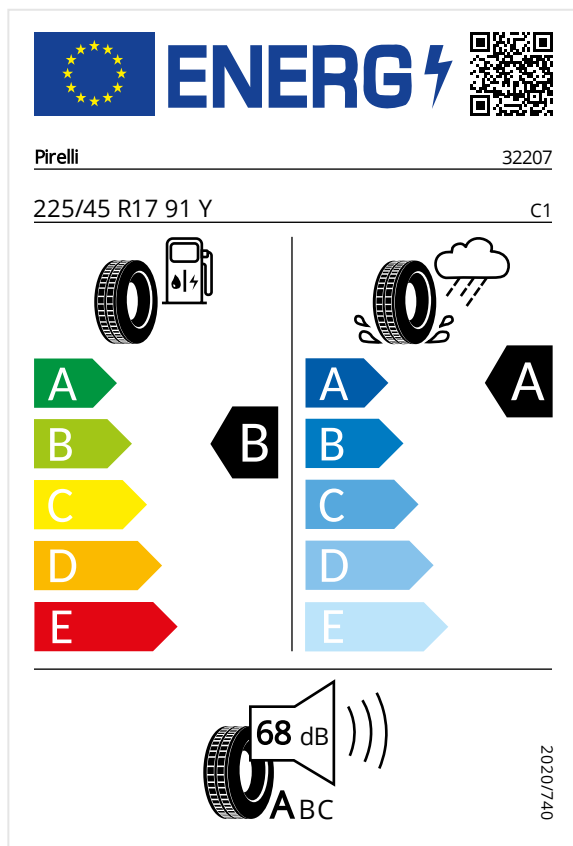 ENERG
Pirelli 32207
225/45 R17 91 Y C1
A A A
B B B
C C
D D
E E
68 dB
ABC
2020/740